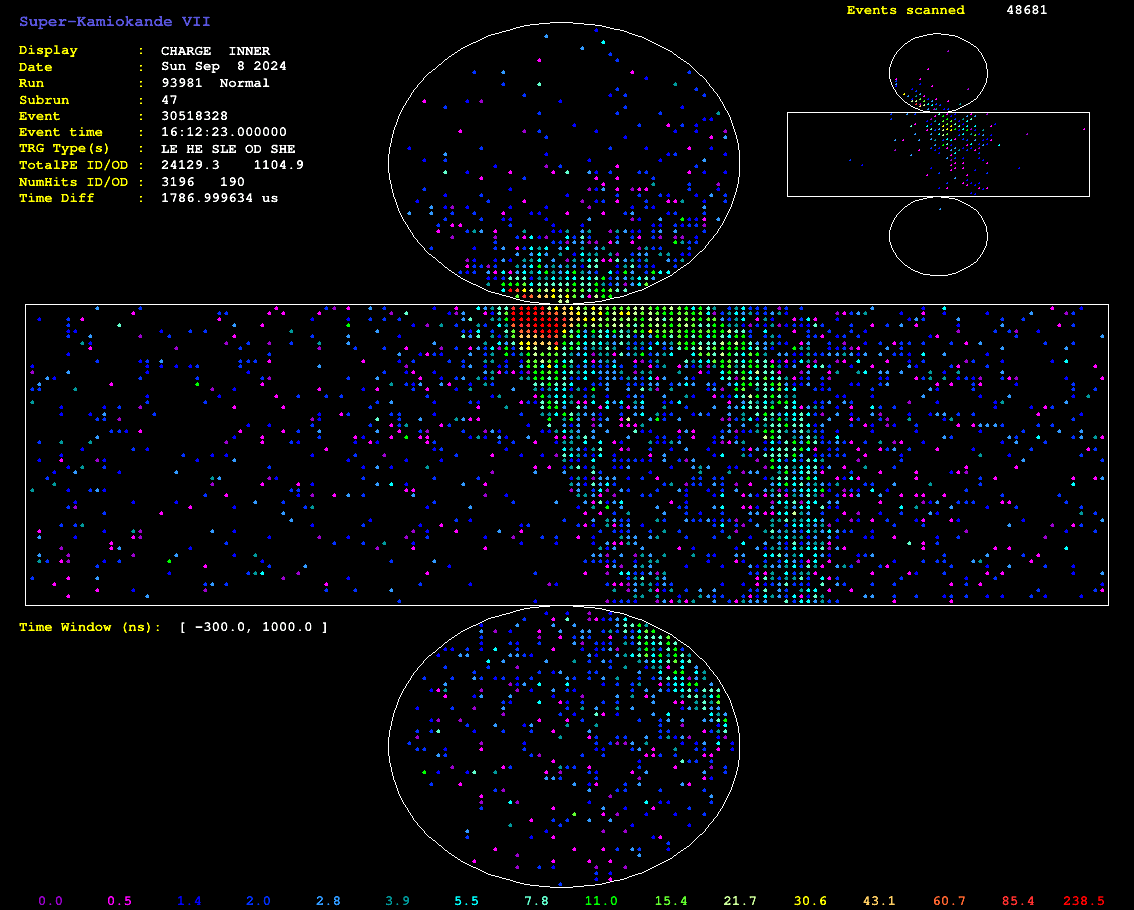 Super-Kamiokande VII
Events scanned 48681
Display : CHARGE INNER
Date : Sun Sep 8 2024
Run : 93981 Normal
Subrun : 47
Event : 30518328
Event time : 16:12:23.000000
TRG Type(s) : LE HE SLE OD SHE
TotalPE ID/OD : 24129.3 1104.9
NumHits ID/OD : 3196 190
Time Diff : 1786.999634 us
Time Window (ns): [ -300.0, 1000.0 ]
0.0 0.5 1.4 2.0 2.8 3.9 5.5 7.8 11.0 15.4 21.7 30.6 43.1 60.7 85.4 238.5